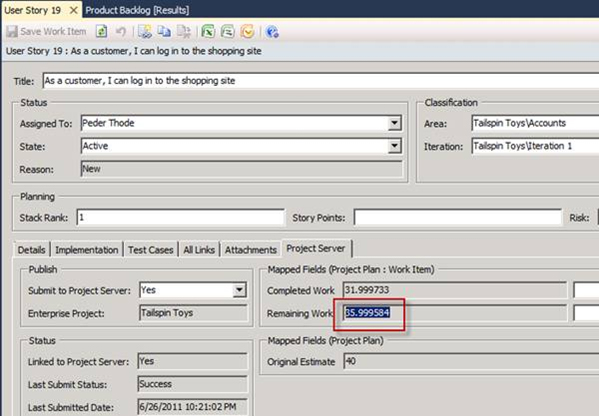 User Story 19 Product Backlog [Results]
Save Work Item
User Story 19 : As a customer, I can log in to the shopping site
Title: As a customer, I can log in to the shopping site
Status Classification
Assigned To: Peder Thode Area: Tailspin Toys\Accounts
State: Active Iteration: Tailspin Toys\Iteration 1
Reason: New
Planning
Stack Rank: 1 Story Points: Risk:
Details Implementation Test Cases All Links Attachments Project Server
Publish Mapped Fields (Project Plan : Work Item)
Submit to Project Server: Yes Completed Work 31.999733
Enterprise Project: Tailspin Toys Remaining Work 35.999584
Status Mapped Fields (Project Plan)
Linked to Project Server: Yes Original Estimate 40
Last Submit Status: Success
Last Submitted Date: 6/26/2011 10:21:02 PM